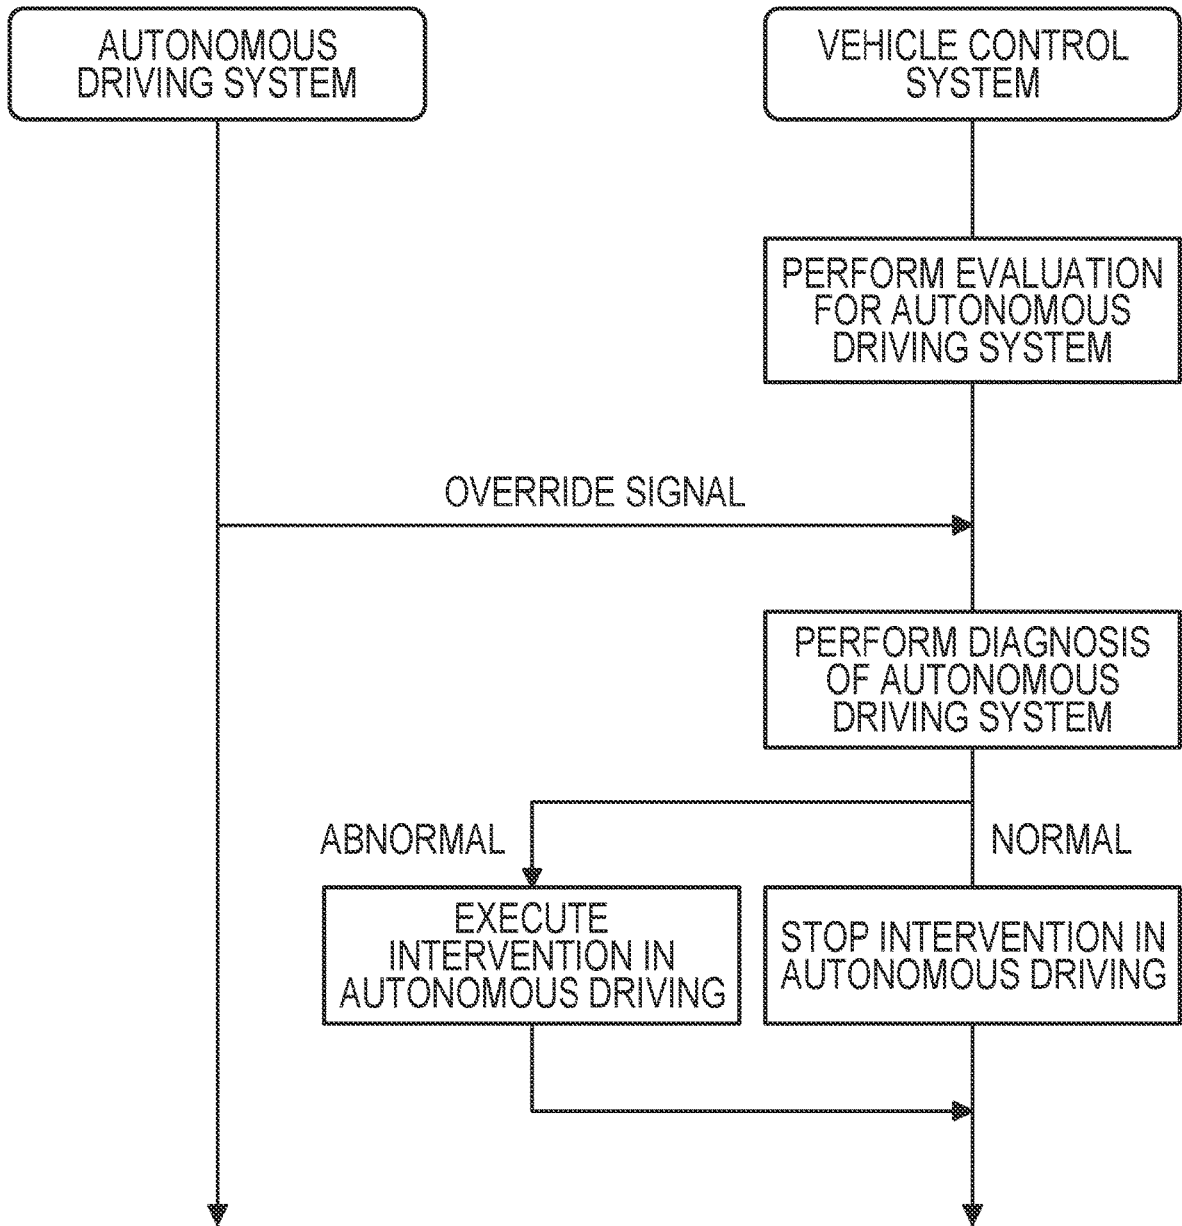 AUTONOMOUS
DRIVING SYSTEM
VEHICLE CONTROL
SYSTEM
PERFORM EVALUATION
FOR AUTONOMOUS
DRIVING SYSTEM
OVERRIDE SIGNAL
PERFORM DIAGNOSIS
OF AUTONOMOUS
DRIVING SYSTEM
ABNORMAL
NORMAL
EXECUTE
INTERVENTION IN
AUTONOMOUS DRIVING
STOP INTERVENTION IN
AUTONOMOUS DRIVING